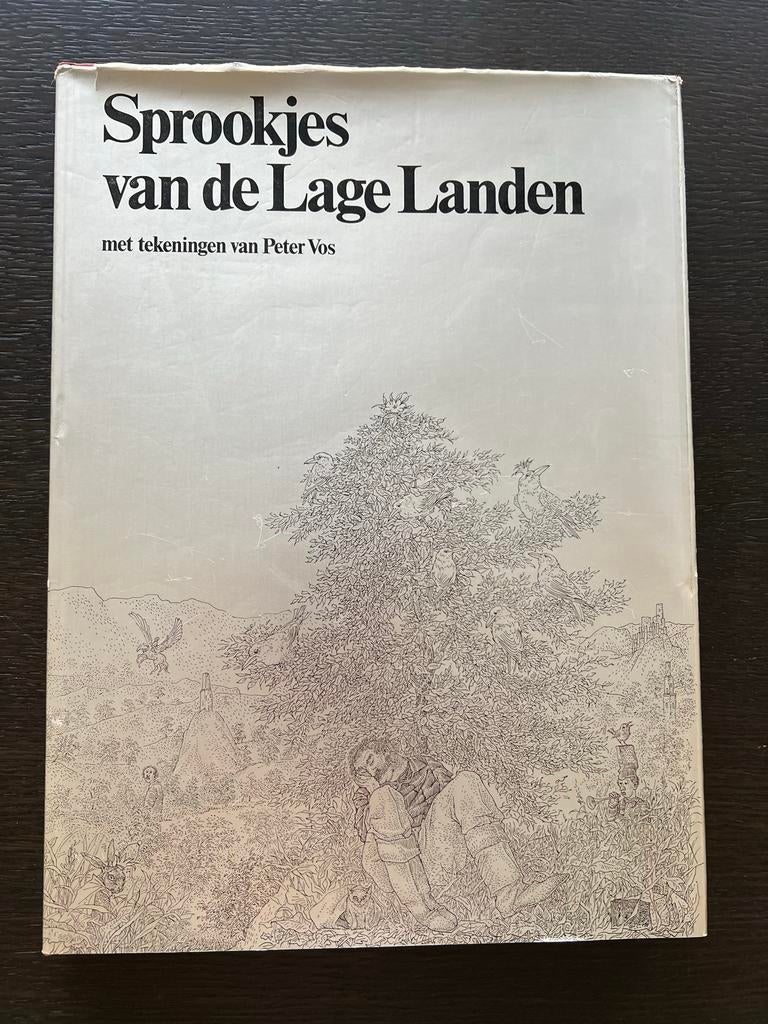 Sprookjes
van de Lage Landen
met tekeningen van Peter Vos